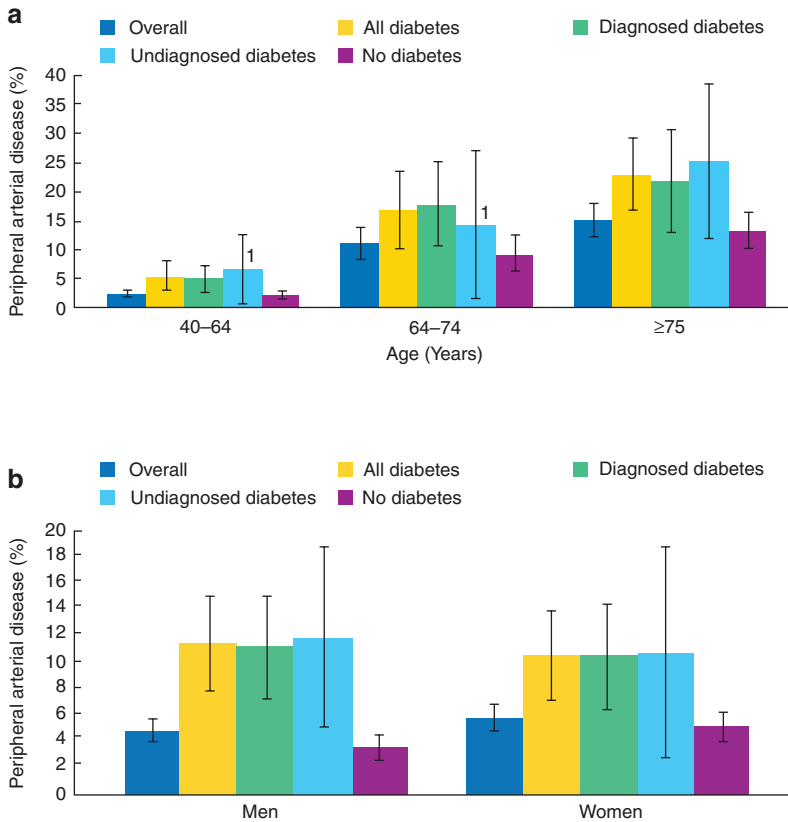 a
Overall
All diabetes
Diagnosed diabetes
Undiagnosed diabetes
No diabetes
Peripheral arterial disease (%)
40
35
30
25
20
15
10
5
0
1
1
40–64
64–74
≥75
Age (Years)
b
Overall
All diabetes
Diagnosed diabetes
Undiagnosed diabetes
No diabetes
Peripheral arterial disease (%)
20
18
16
14
12
10
8
6
4
2
0
Men
Women